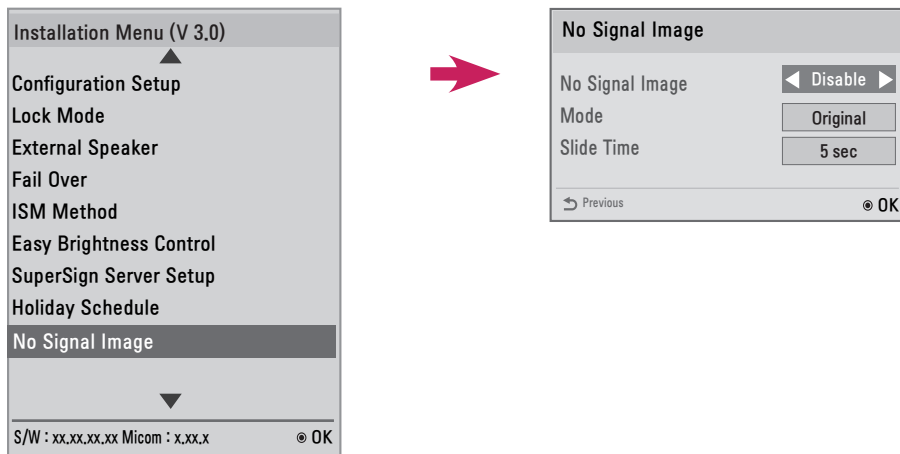 Installation Menu (V 3.0)
Configuration Setup
Lock Mode
External Speaker
Fail Over
ISM Method
Easy Brightness Control
SuperSign Server Setup
Holiday Schedule
No Signal Image
S/W : xx.xx.xx.xx Micom : x.xx.x ◉ OK
No Signal Image
No Signal Image ◀ Disable ▶
Mode Original
Slide Time 5 sec
Previous ◉ OK